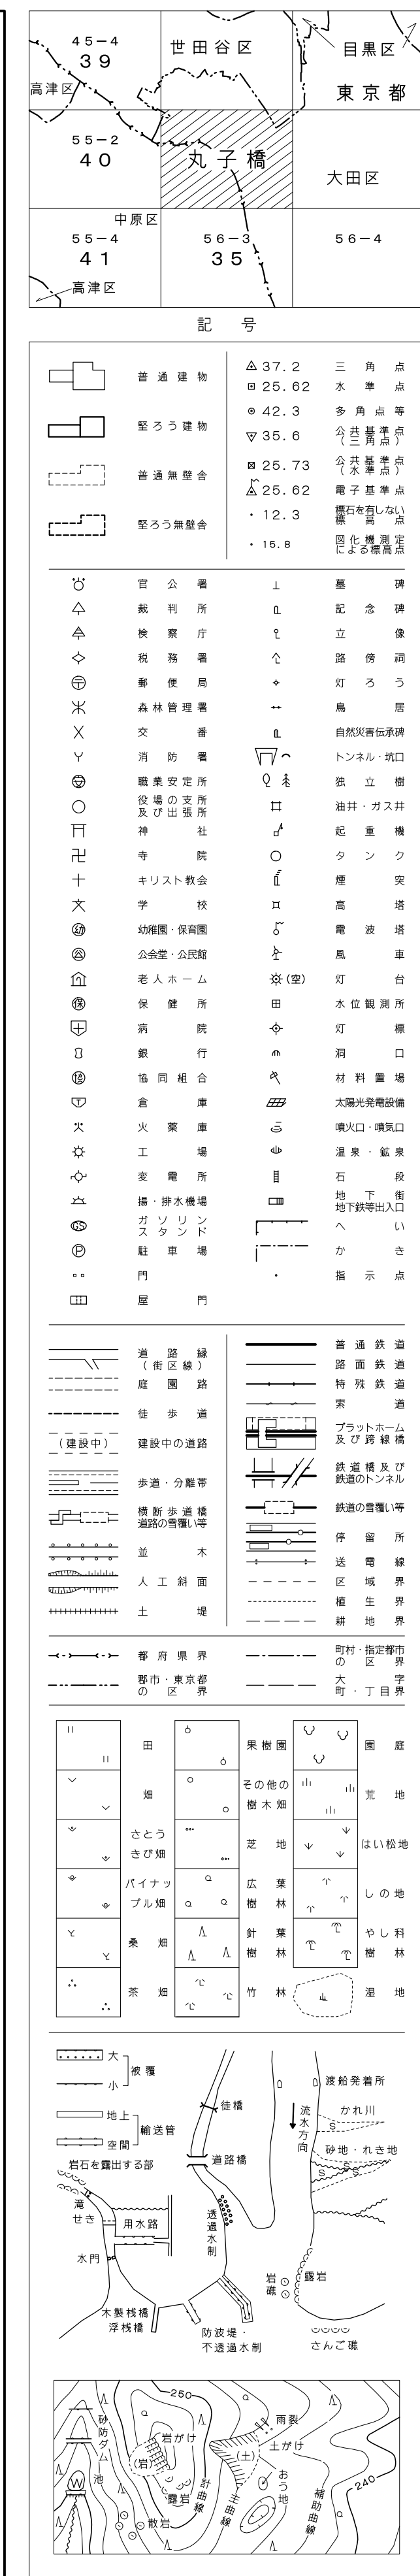 45-4
39
世田谷区
目黒区
東京都
高津区
55-2
40
丸子橋
大田区
中原区
55-4
41
高津区
56-3
35
56-4
記号
普通建物
堅ろう建物
普通無壁舎
堅ろう無壁舎
37.2 三角点
25.62 水準点
42.3 多角点等
35.6 公共基準点
(三角点)
25.73 公共基準点
(水準点)
25.62 電子基準点
12.3 標石を有しない
標高点
15.8 図化機測定
による標高点
官公署
裁判所
検察庁
税務署
郵便局
森林管理署
交番
消防署
職業安定所
役場の支所
及び出張所
神社
寺院
キリスト教会
学校
幼 幼稚園・保育園
公 公会堂・公民館
老人ホーム
保 保健所
病院
銀行
協 協同組合
倉庫
火薬庫
工場
変電所
揚・排水機場
GS ガソリン
スタンド
P 駐車場
門
屋門
墓碑
記念碑
立像
路傍祠
灯ろう
鳥居
自然災害伝承碑
トンネル・坑口
独立樹
油井・ガス井
起重機
タンク
煙突
高塔
電波塔
風車
(空) 灯台
水位観測所
灯標
洞口
材料置場
太陽光発電設備
噴火口・噴気口
温泉・鉱泉
石段
地下街
地下鉄等出入口
へい
かき
指示点
道路縁
(街区線)
庭園路
徒歩道
(建設中) 建設中の道路
歩道・分離帯
横断歩道橋
道路の雪覆い等
並木
人工斜面
土堤
普通鉄道
路面鉄道
特殊鉄道
索道
プラットホーム
及び跨線橋
鉄道橋及び
鉄道のトンネル
鉄道の雪覆い等
停留所
送電線
区域界
植生界
耕地界
都府県界
郡市・東京都
の区界
町村・指定都市
の区界
大字
町・丁目界
田
畑
さとう
きび畑
パイナッ
プル畑
桑畑
茶畑
果樹園
その他の
樹木畑
芝地
広葉
樹林
針葉
樹林
竹林
園庭
荒地
はい松地
しの地
やし科
樹林
湿地
大
小
被覆
地上
空間
輸送管
岩石を露出する部
滝
せき
用水路
水門
木製桟橋
浮桟橋
徒橋
道路橋
透過水制
防波堤・
不透過水制
渡船発着所
流水方向
かれ川
砂地・れき地
S
S
S
岩礁
露岩
さんご礁
250
雨裂
砂防ダム
岩がけ
土がけ
(岩)
(土)
池
W
露岩
計曲線
主曲線
おう地
補助曲線
240
散岩